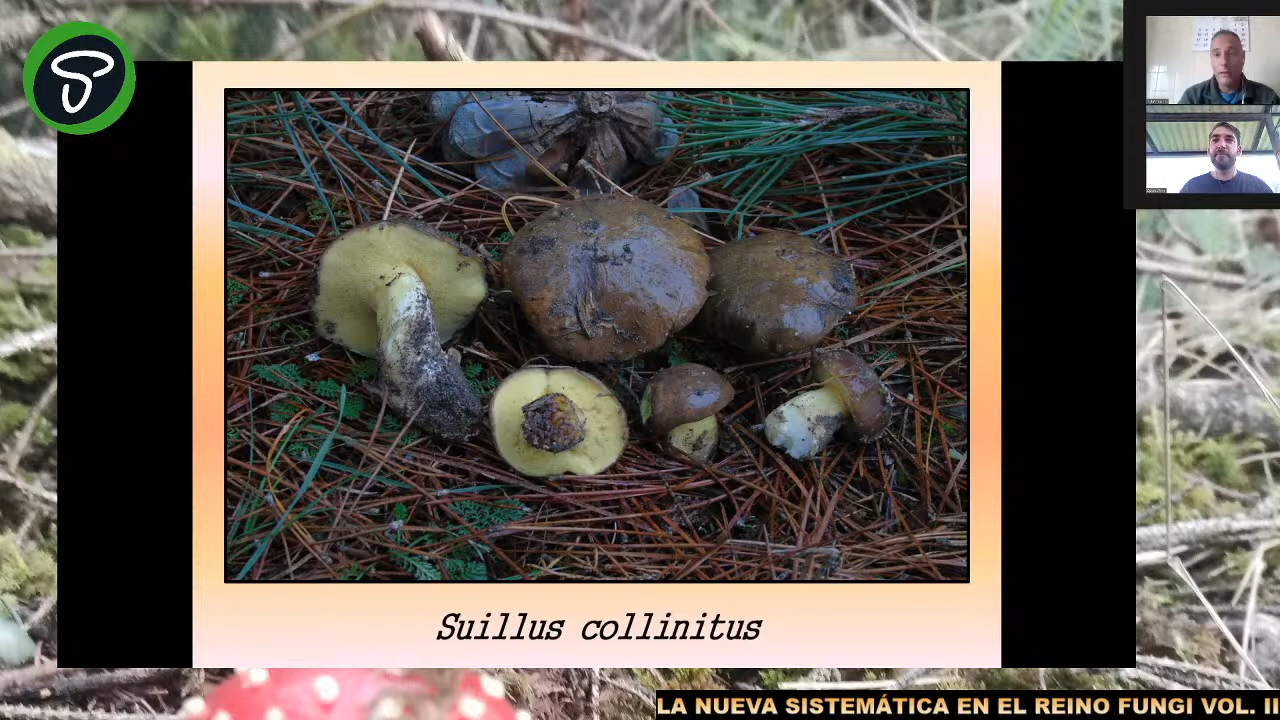 Suillus collinitus
LA NUEVA SISTEMÁTICA EN EL REINO FUNGI VOL. II